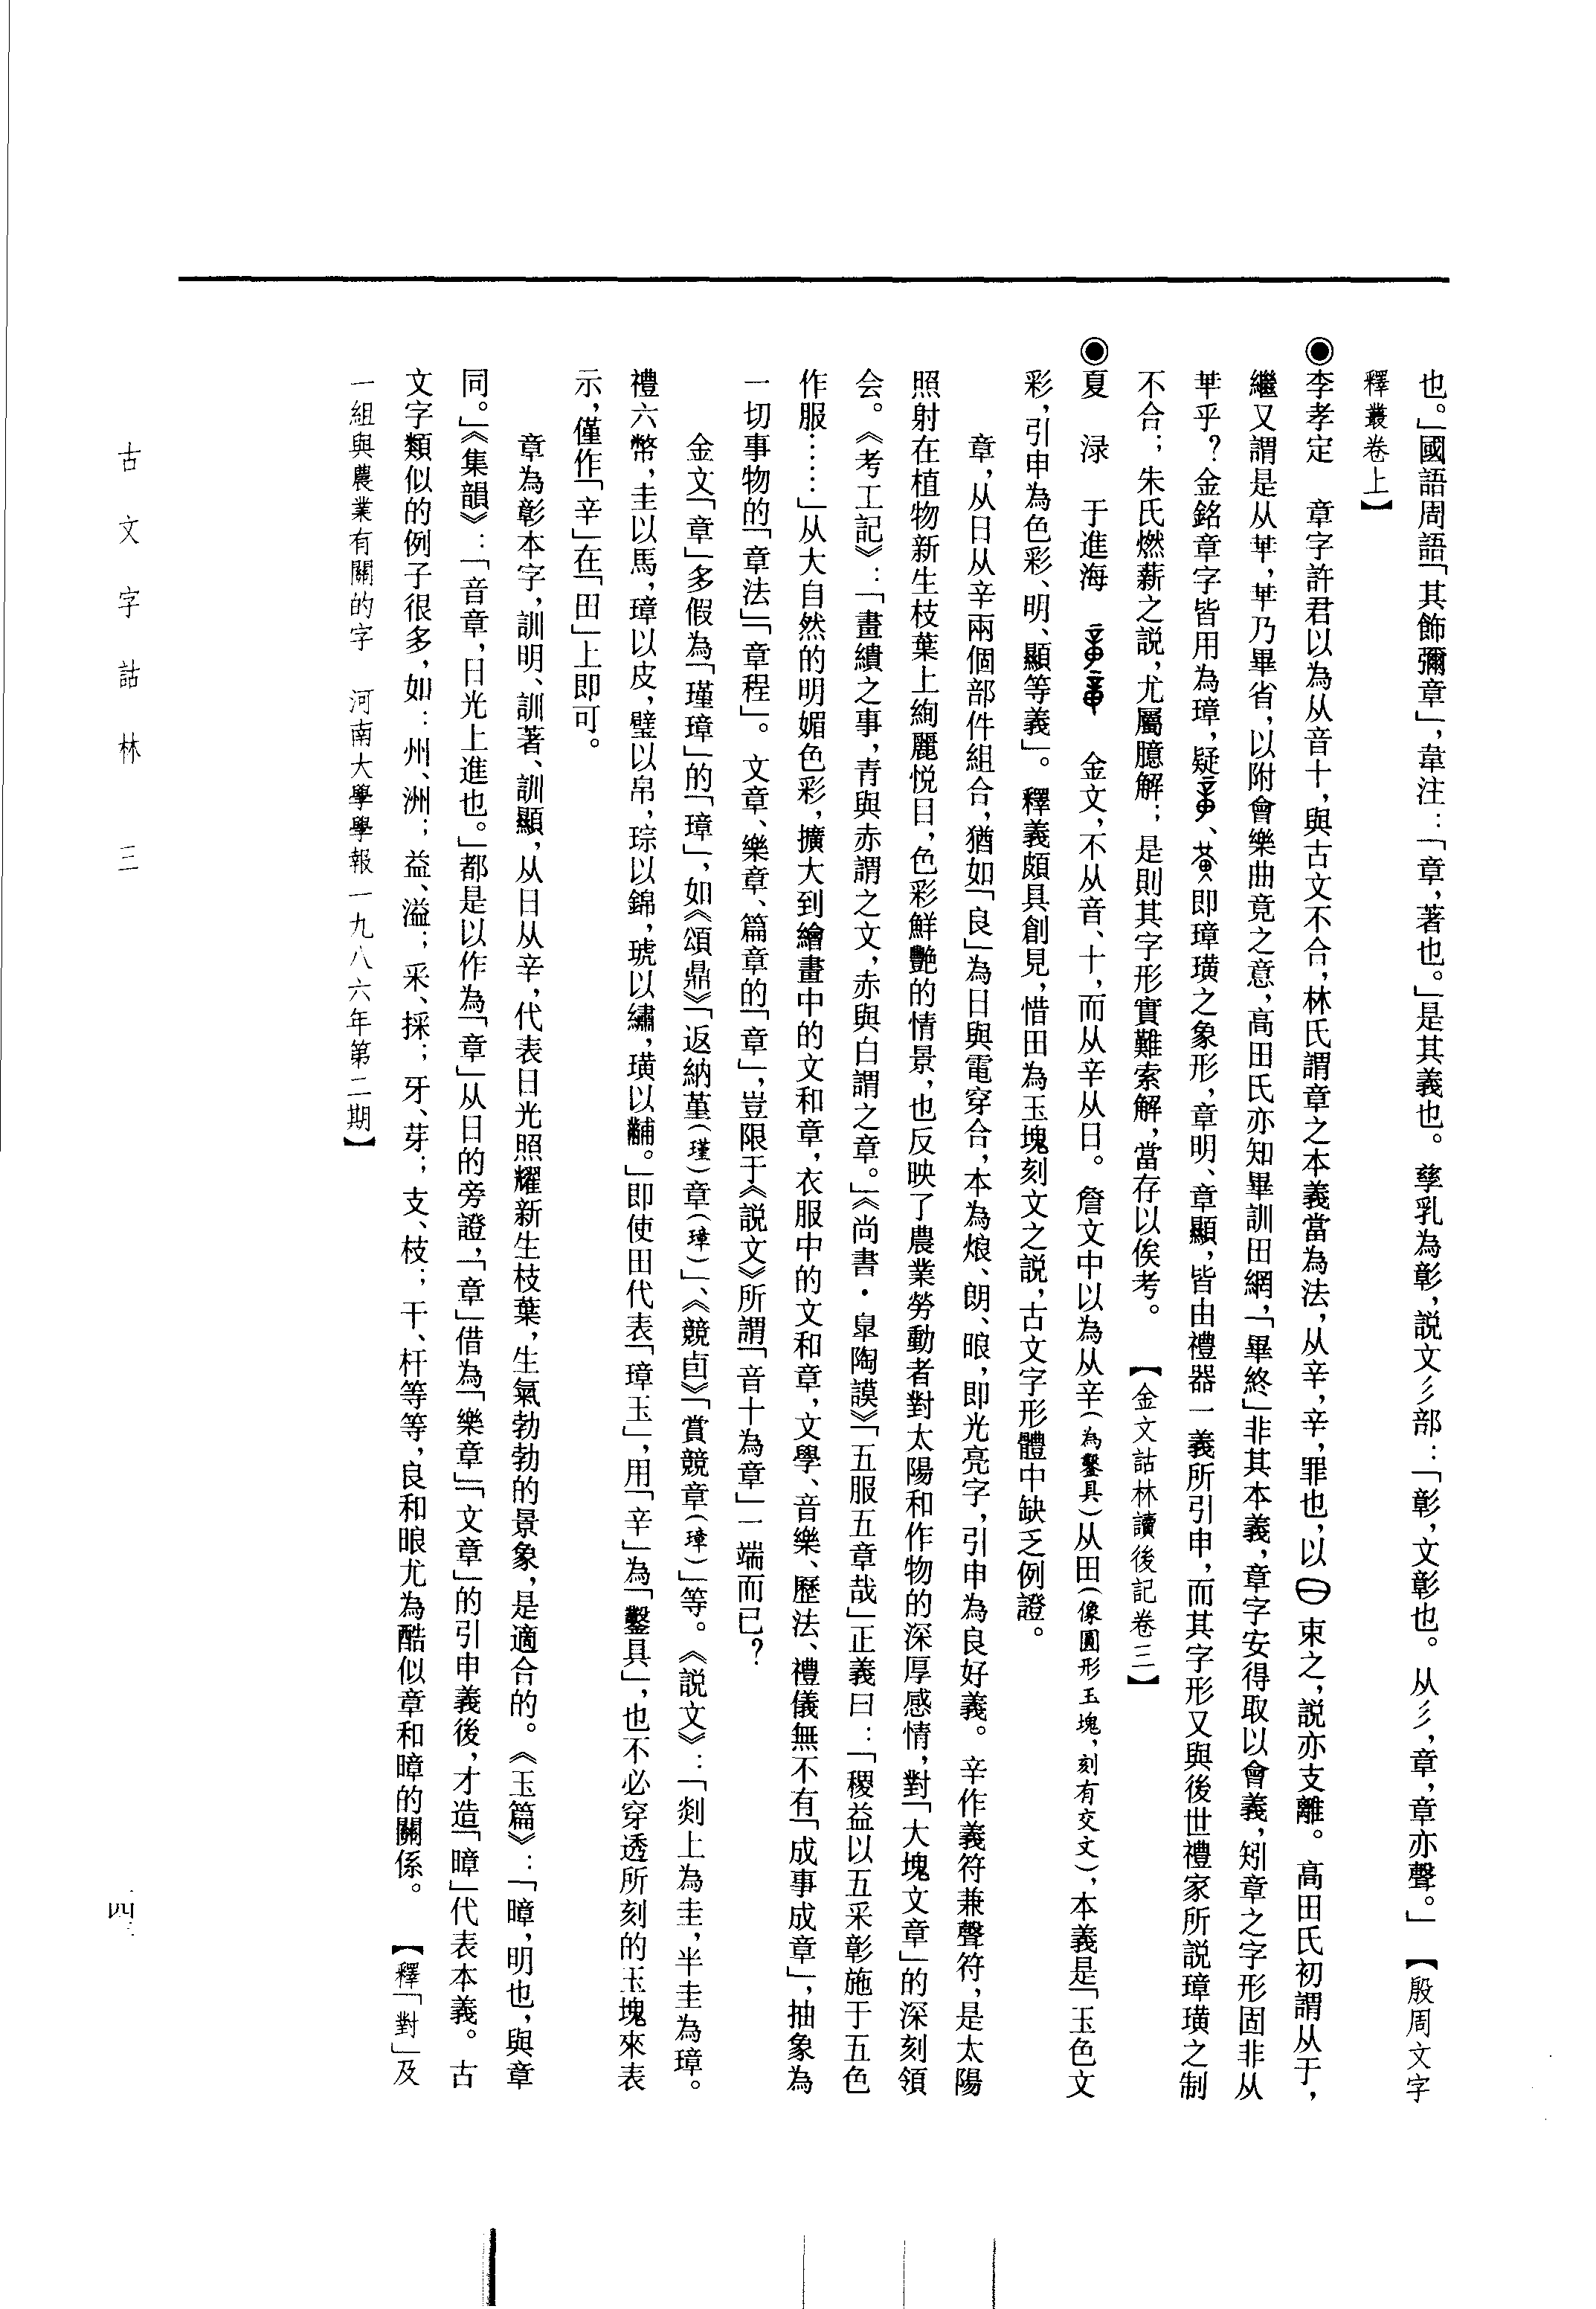 也。」國語周語「其飾彌章」，韋注：「章，著也。」是其義也。孳乳為彰，説文彡部：「彰，文彰也。从彡，章，章亦聲。」　【殷周文字
釋叢卷上】
◉李孝定　章字許君以為从音十，與古文不合，林氏謂章之本義當為法，从辛，辛，罪也，以束之，説亦支離。高田氏初謂从于，
繼又謂是从𠦒，𠦒乃畢省，以附會樂曲竟之意，高田氏亦知畢訓田網，「畢終」非其本義，章字安得取以會義，矧章之字形固非从
𠦒乎？金銘章字皆用為璋，疑、即璋璜之象形，章明、章顯，皆由禮器一義所引申，而其字形又與後世禮家所説璋璜之制
不合；朱氏燃薪之説，尤屬臆解；是則其字形實難索解，當存以俟考。　【金文詁林讀後記卷三】
◉夏　渌　于進海　金文，不从音、十，而从辛从日。詹文中以為从辛（為鑿具）从田（像圓形玉塊，刻有交文），本義是「玉色文
彩，引申為色彩、明、顯等義」。釋義頗具創見，惜田為玉塊刻文之説，古文字形體中缺乏例證。
章，从日从辛兩個部件組合，猶如「良」為日與電穿合，本為烺、朗、㫰，即光亮字，引申為良好義。辛作義符兼聲符，是太陽
照射在植物新生枝葉上絢麗悦目，色彩鮮艷的情景，也反映了農業勞動者對太陽和作物的深厚感情，對「大塊文章」的深刻領
会。《考工記》：「畫繢之事，青與赤謂之文，赤與白謂之章。」《尚書·臯陶謨》「五服五章哉」正義曰：「稷益以五采彰施于五色
作服……」从大自然的明媚色彩，擴大到繪畫中的文和章，衣服中的文和章，文學、音樂、歷法、禮儀無不有「成事成章」，抽象為
一切事物的「章法」「章程」。文章、樂章、篇章的「章」，豈限于《説文》所謂「音十為章」一端而已？
金文「章」多假為「瑾璋」的「璋」，如《頌鼎》「返納堇（瑾）章（璋）」、《競卣》「賞競章（璋）」等。《説文》：「剡上為圭，半圭為璋。
禮六幣，圭以馬，璋以皮，璧以帛，琮以錦，琥以繡，璜以黼。」即使田代表「璋玉」，用「辛」為「鑿具」，也不必穿透所刻的玉塊來表
示，僅作「辛」在「田」上即可。
章為彰本字，訓明、訓著、訓顯，从日从辛，代表日光照耀新生枝葉，生氣勃勃的景象，是適合的。《玉篇》：「暲，明也，與章
同。」《集韻》：「音章，日光上進也。」都是以作為「章」从日的旁證，「章」借為「樂章」「文章」的引申義後，才造「暲」代表本義。古
文字類似的例子很多，如：州、洲；益、溢；采、採；牙、芽；支、枝；干、杆等等，良和㫰尤為酷似章和暲的關係。　【釋「對」及
一組與農業有關的字　河南大學學報一九八六年第二期】
古文字詁林　三